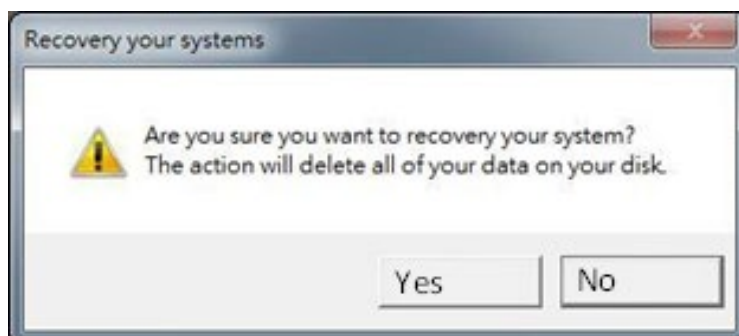 Recovery your systems
Are you sure you want to recovery your system?
The action will delete all of your data on your disk.
Yes No